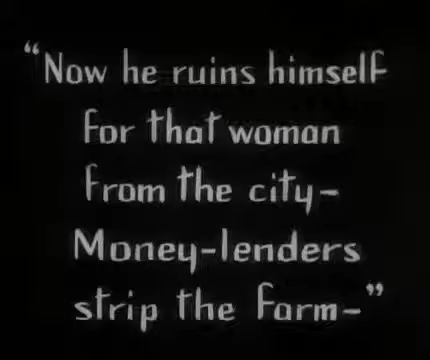 “Now he ruins himself
for that woman
from the city–
Money-lenders
strip the farm–”